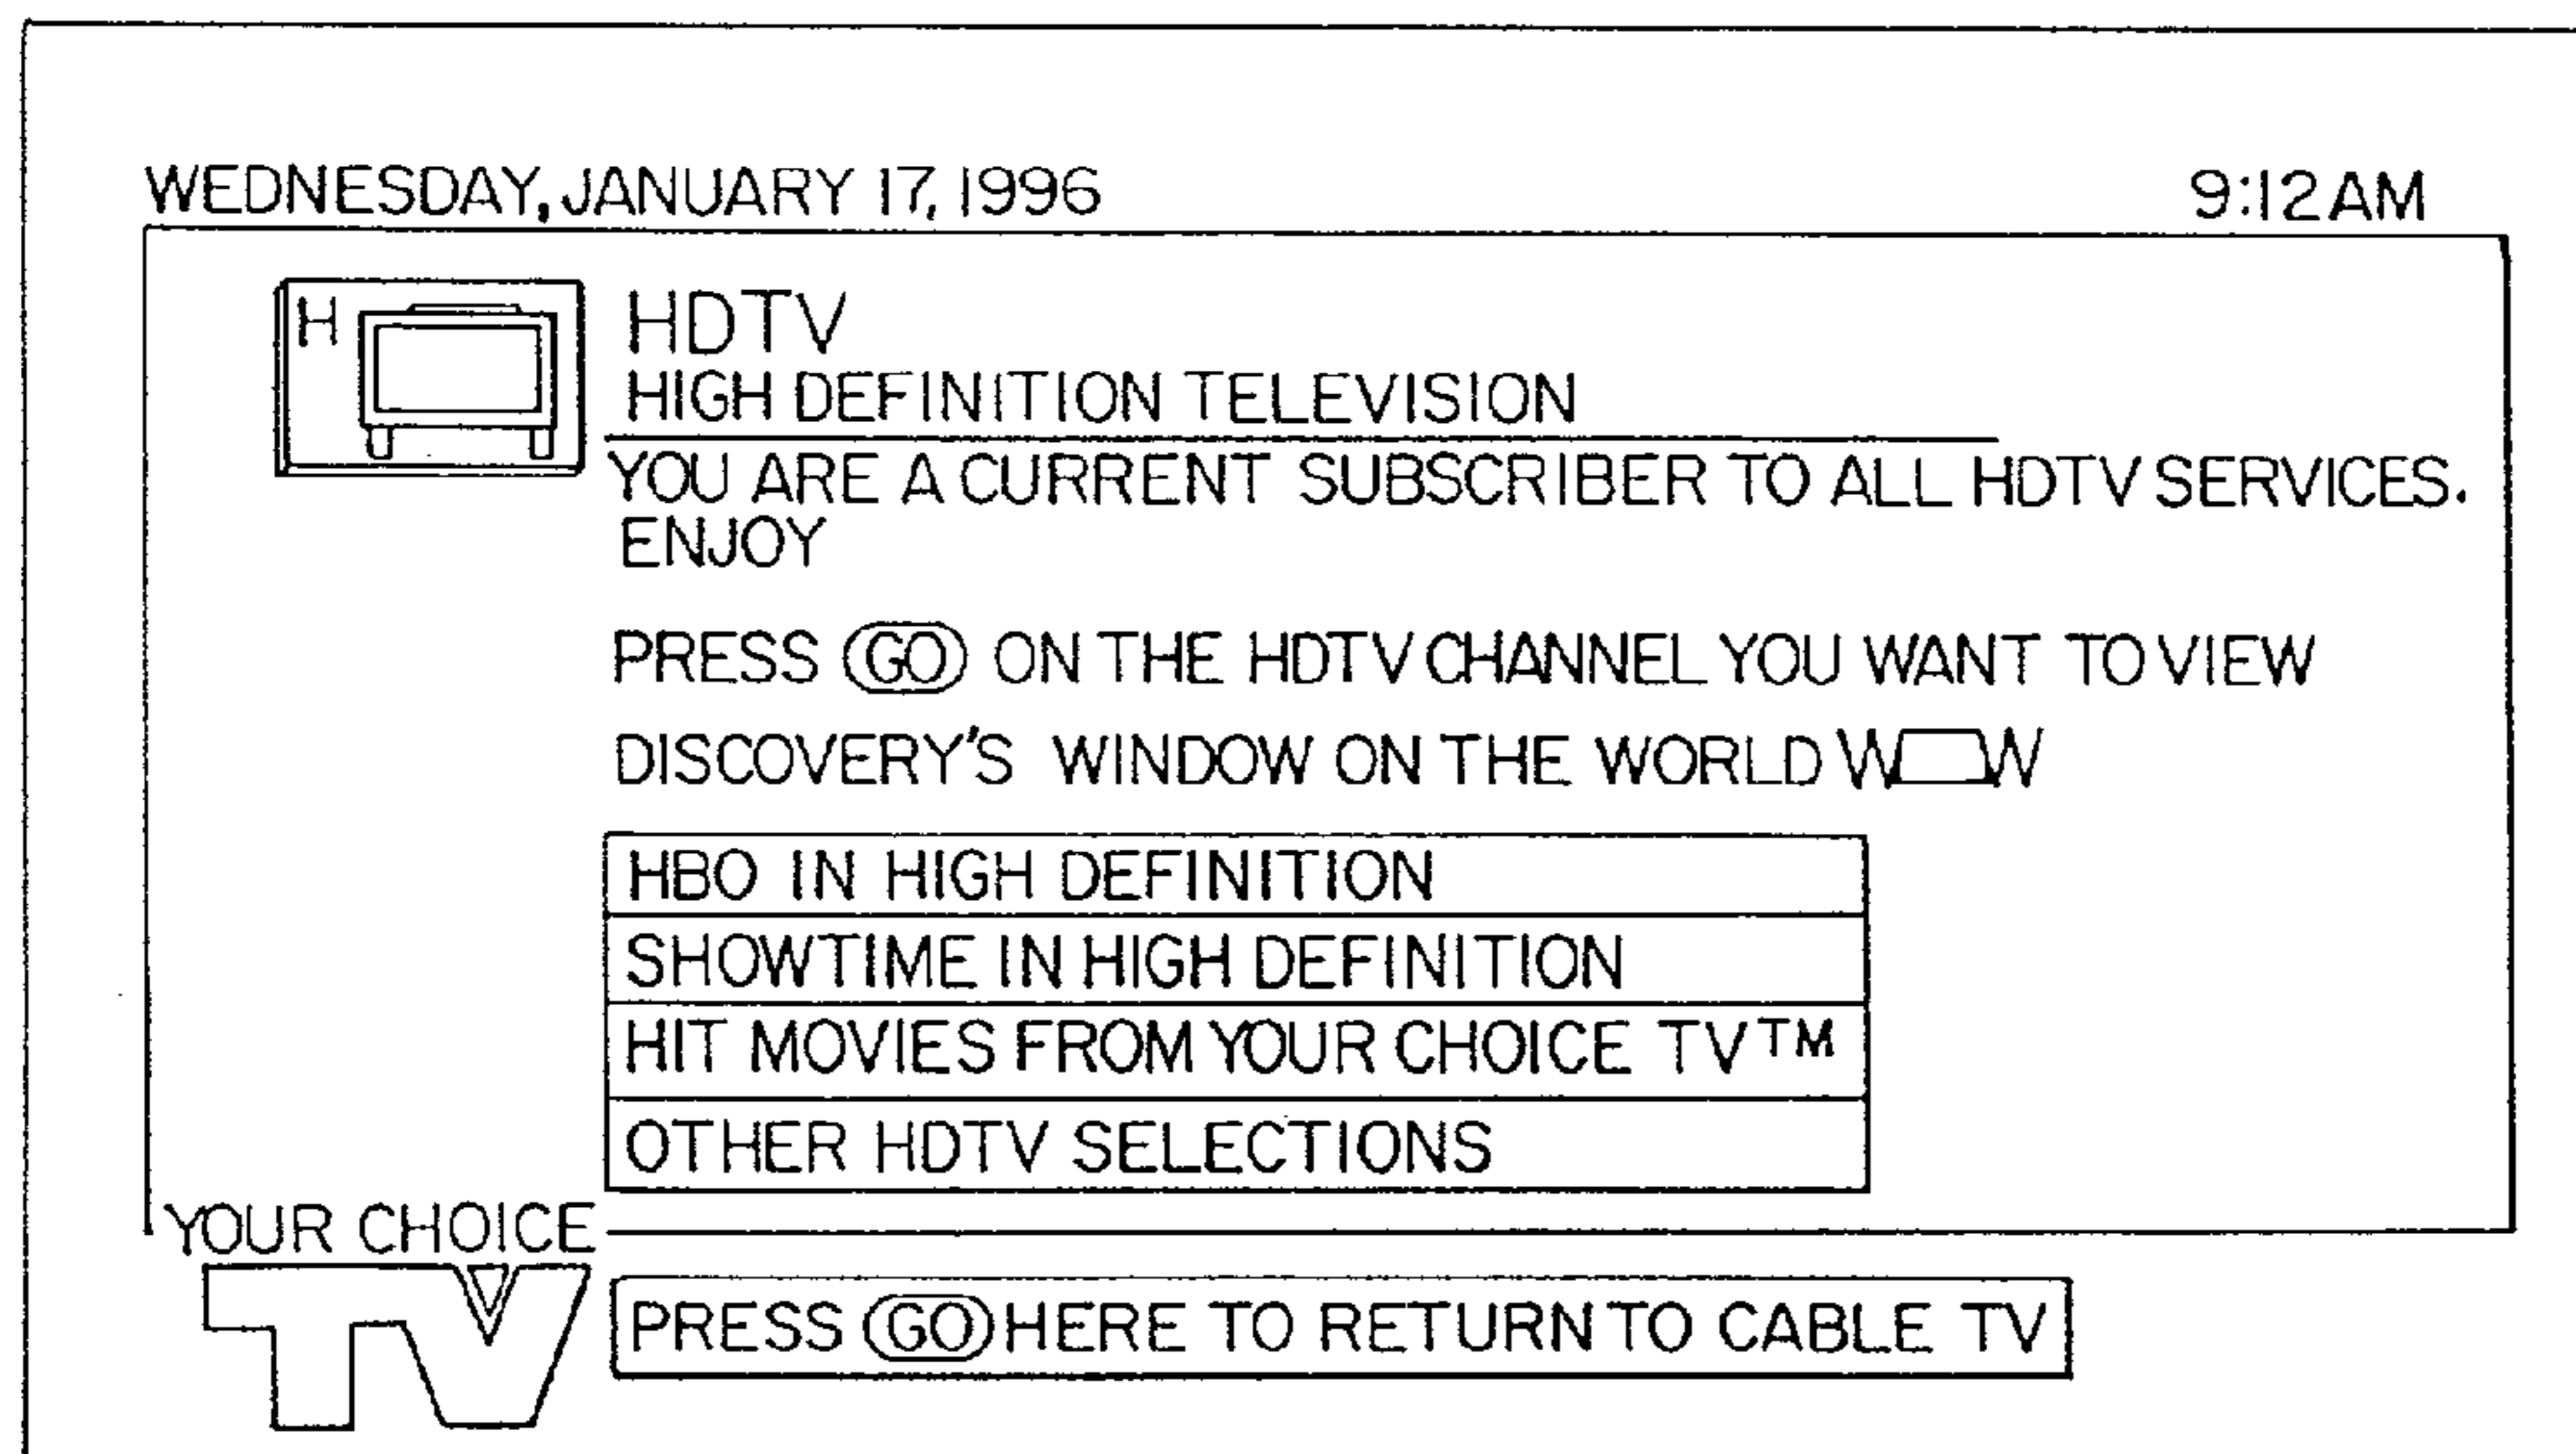 WEDNESDAY, JANUARY 17, 1996 9:12 AM
H
HDTV
HIGH DEFINITION TELEVISION
YOU ARE A CURRENT SUBSCRIBER TO ALL HDTV SERVICES.
ENJOY
PRESS GO ON THE HDTV CHANNEL YOU WANT TO VIEW
DISCOVERY'S WINDOW ON THE WORLD W W
HBO IN HIGH DEFINITION
SHOWTIME IN HIGH DEFINITION
HIT MOVIES FROM YOUR CHOICE TV™
OTHER HDTV SELECTIONS
YOUR CHOICE
TV
PRESS GO HERE TO RETURN TO CABLE TV